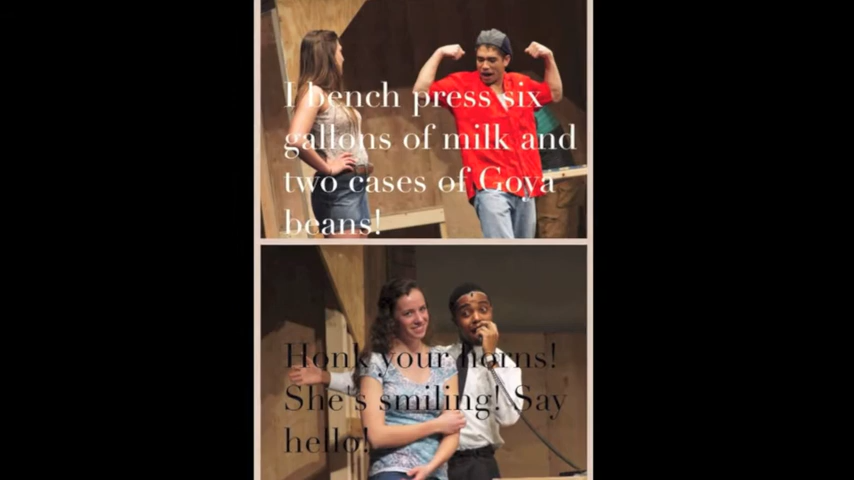 I bench press six
gallons of milk and
two cases of Goya
beans!
Honk your horns!
She's smiling! Say
hello!